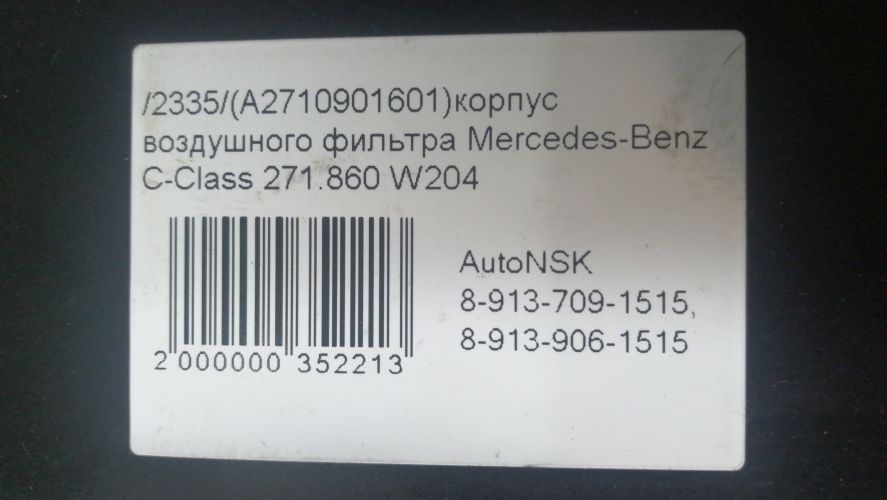 /2335/(A2710901601)корпус
воздушного фильтра Mercedes-Benz
C-Class 271.860 W204
AutoNSK
8-913-709-1515,
8-913-906-1515
2 000000 352213